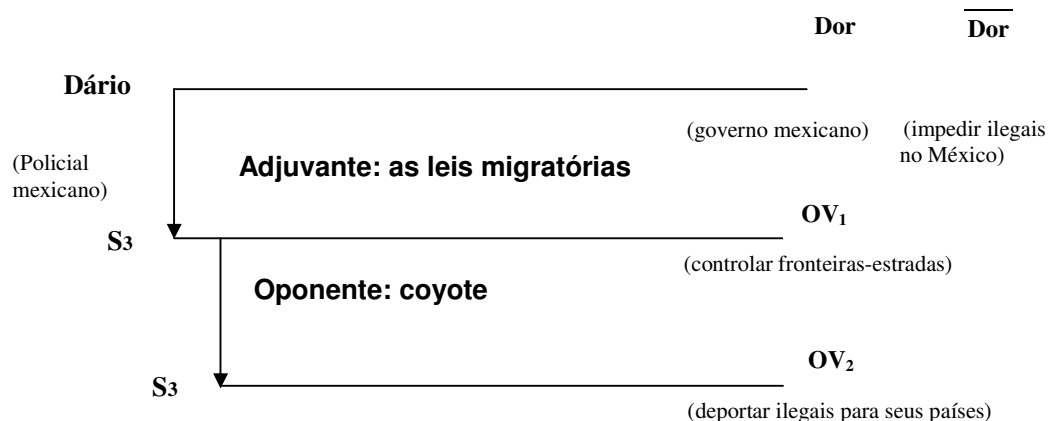 Dor Dor
Dário
(governo mexicano) (impedir ilegais
no México)
(Policial
mexicano)
Adjuvante: as leis migratórias
OV₁
S3
(controlar fronteiras-estradas)
Oponente: coyote
OV₂
S3
(deportar ilegais para seus países)